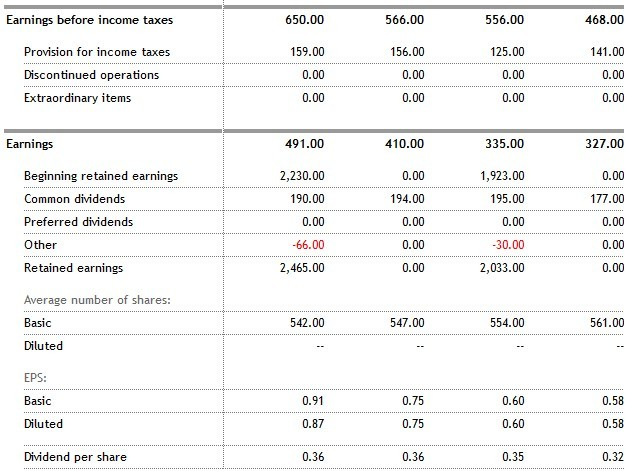 Earnings before income taxes 650.00 566.00 556.00 468.00
Provision for income taxes 159.00 156.00 125.00 141.00
Discontinued operations 0.00 0.00 0.00 0.00
Extraordinary items 0.00 0.00 0.00 0.00
Earnings 491.00 410.00 335.00 327.00
Beginning retained earnings 2,230.00 0.00 1,923.00 0.00
Common dividends 190.00 194.00 195.00 177.00
Preferred dividends 0.00 0.00 0.00 0.00
Other -66.00 0.00 -30.00 0.00
Retained earnings 2,465.00 0.00 2,033.00 0.00
Average number of shares:
Basic 542.00 547.00 554.00 561.00
Diluted -- -- -- --
EPS:
Basic 0.91 0.75 0.60 0.58
Diluted 0.87 0.75 0.60 0.58
Dividend per share 0.36 0.36 0.35 0.32